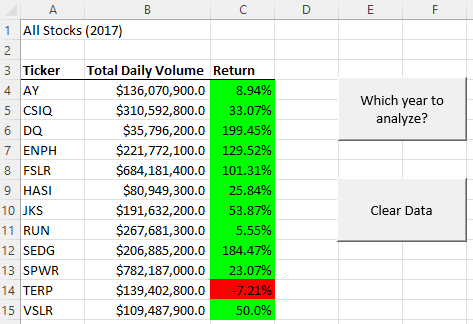 A B C D E F
1 All Stocks (2017)
2
3 Ticker Total Daily Volume Return
4 AY $136,070,900.0 8.94%
5 CSIQ $310,592,800.0 33.07%
6 DQ $35,796,200.0 199.45%
7 ENPH $221,772,100.0 129.52%
8 FSLR $684,181,400.0 101.31%
9 HASI $80,949,300.0 25.84%
10 JKS $191,632,200.0 53.87%
11 RUN $267,681,300.0 5.55%
12 SEDG $206,885,200.0 184.47%
13 SPWR $782,187,000.0 23.07%
14 TERP $139,402,800.0 -7.21%
15 VSLR $109,487,900.0 50.0%
Which year to
analyze?
Clear Data